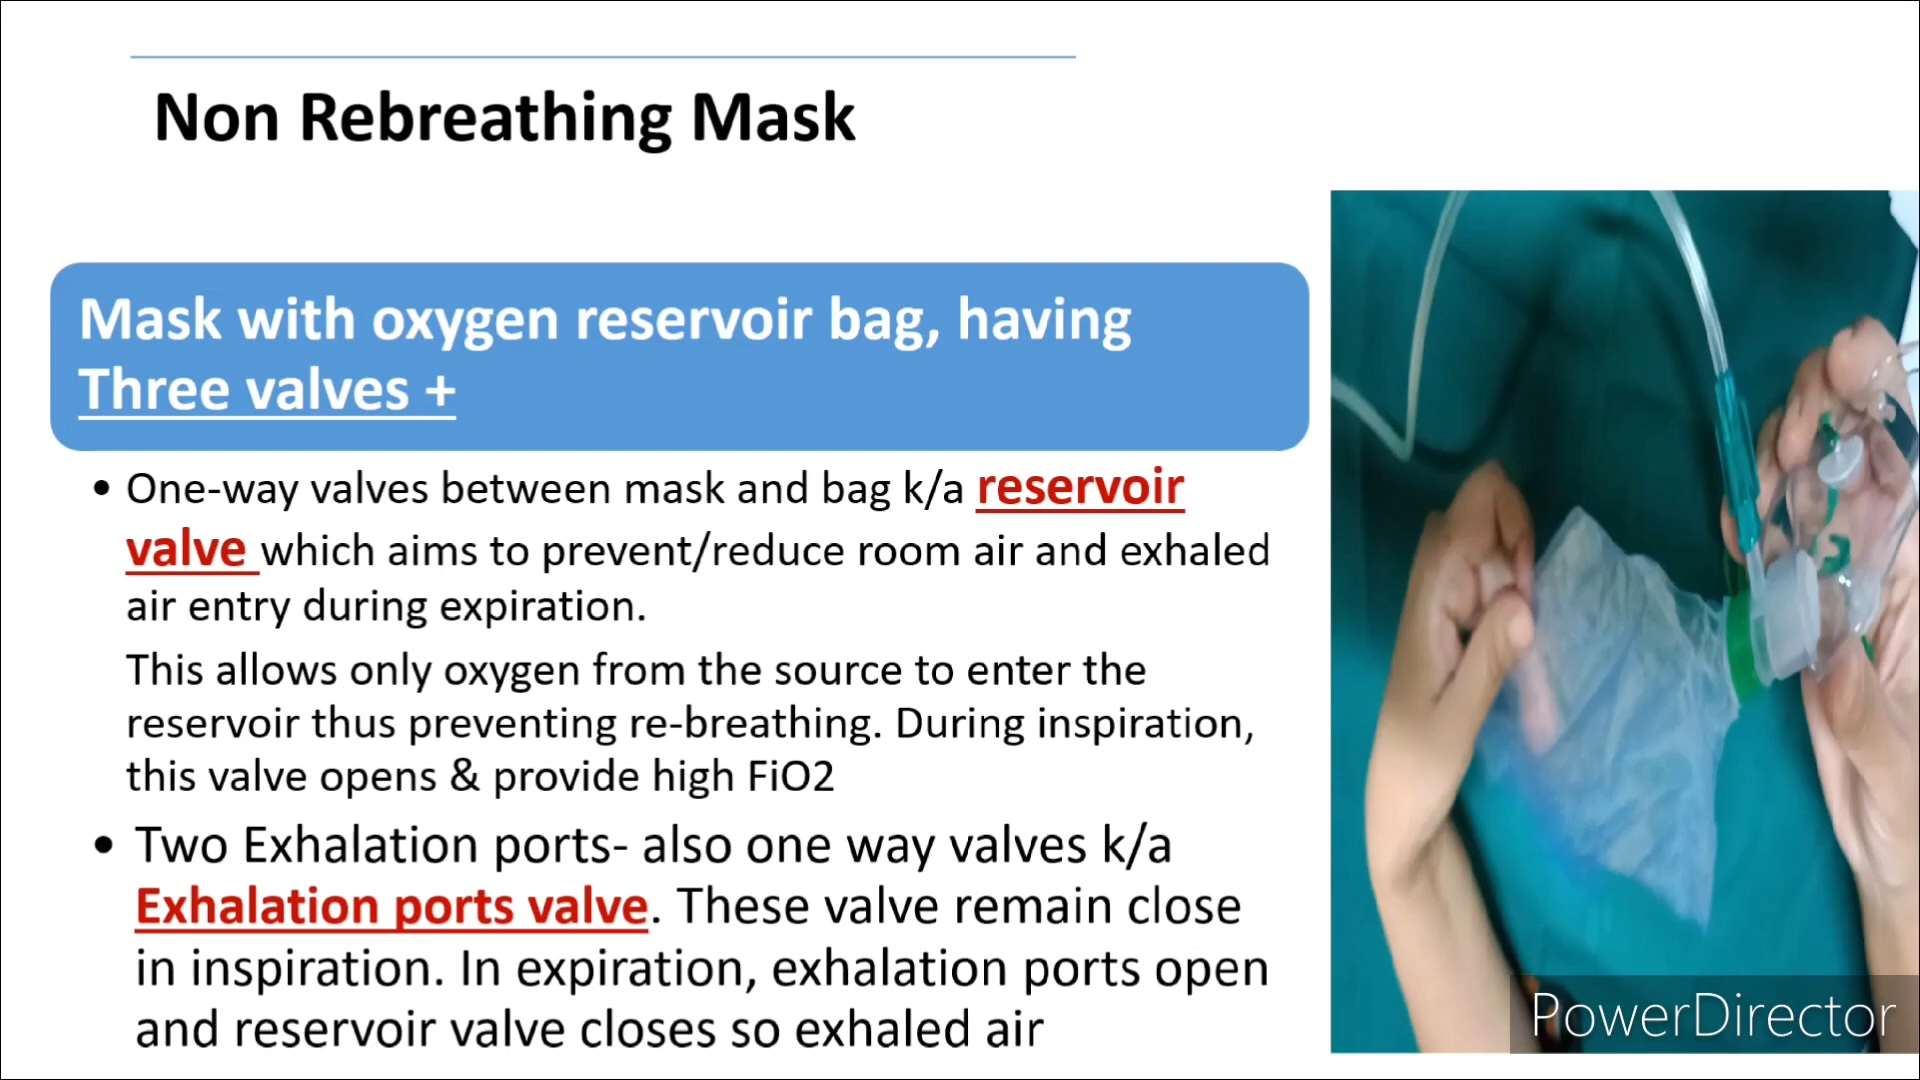 Non Rebreathing Mask
Mask with oxygen reservoir bag, having
Three valves +
• One-way valves between mask and bag k/a reservoir
valve which aims to prevent/reduce room air and exhaled
air entry during expiration.
This allows only oxygen from the source to enter the
reservoir thus preventing re-breathing. During inspiration,
this valve opens & provide high FiO2
• Two Exhalation ports- also one way valves k/a
Exhalation ports valve. These valve remain close
in inspiration. In expiration, exhalation ports open
and reservoir valve closes so exhaled air
PowerDirector